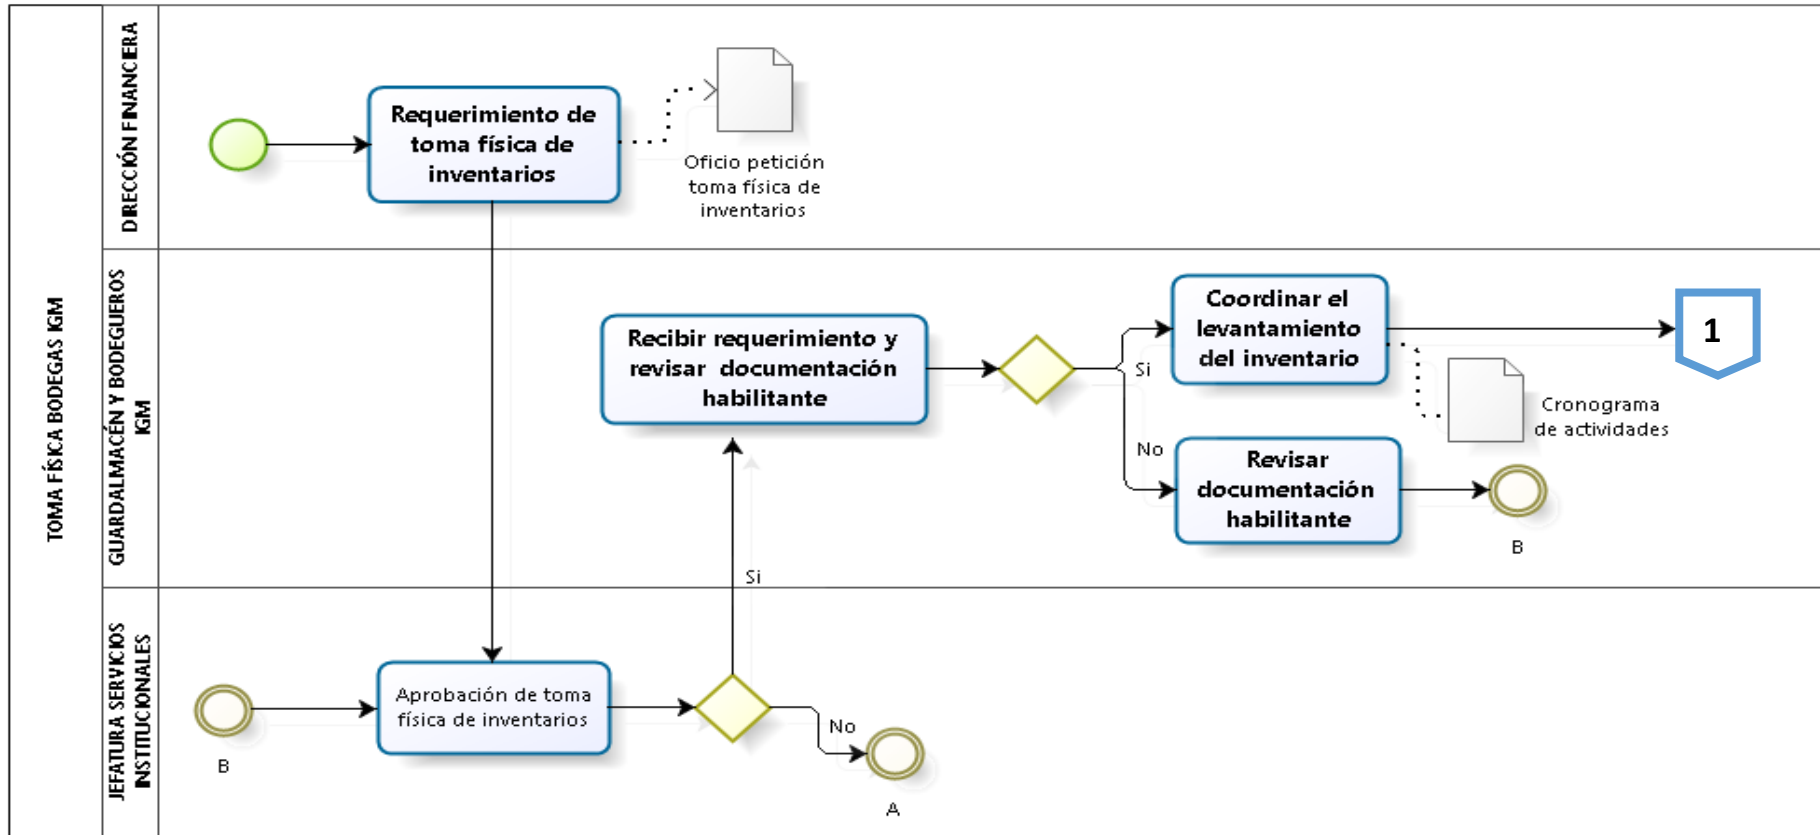 TOMA FÍSICA BODEGAS IGM
DIRECCIÓN FINANCIERA
Requerimiento de
toma física de
inventarios
Oficio petición
toma física de
inventarios
GUARDALMACÉN Y BODEGUEROS
IGM
Recibir requerimiento y
revisar documentación
habilitante
Si
Coordinar el
levantamiento
del inventario
1
Cronograma
de actividades
No
Revisar
documentación
habilitante
B
Si
JEFATURA SERVICIOS
INSTITUCIONALES
B
Aprobación de toma
física de inventarios
No
A